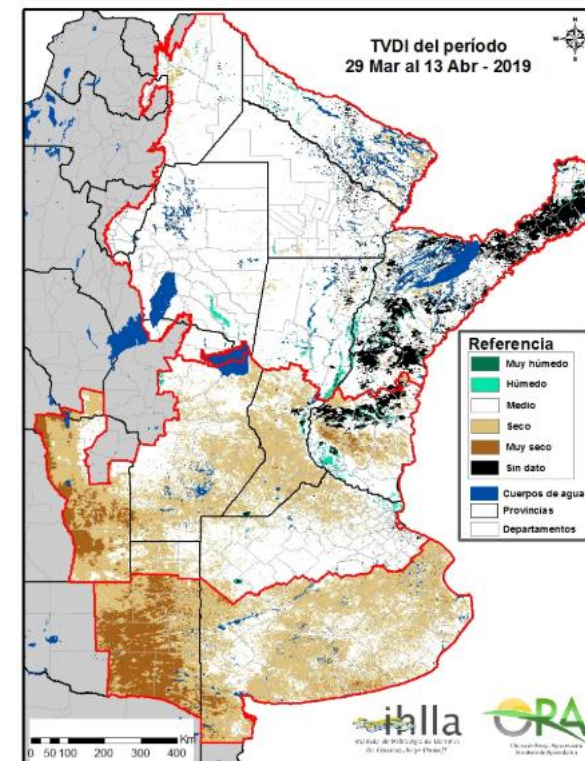 TVDI del período
29 Mar al 13 Abr - 2019
Referencia
Muy húmedo
Húmedo
Medio
Seco
Muy seco
Sin dato
Cuerpos de agua
Provincias
Departamentos
Km
0 50 100 200 300 400
ihlla
ORA